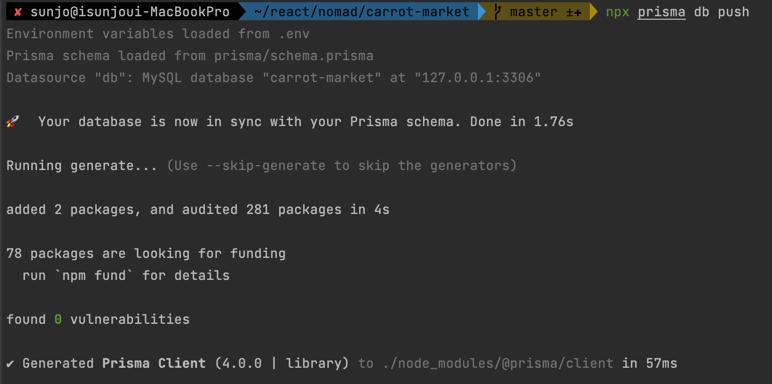 ✘ sunjo@isunjoui-MacBookPro ~/react/nomad/carrot-market master ±+ npx prisma db push
Environment variables loaded from .env
Prisma schema loaded from prisma/schema.prisma
Datasource "db": MySQL database "carrot-market" at "127.0.0.1:3306"
🚀 Your database is now in sync with your Prisma schema. Done in 1.76s
Running generate... (Use --skip-generate to skip the generators)
added 2 packages, and audited 281 packages in 4s
78 packages are looking for funding
run `npm fund` for details
found 0 vulnerabilities
✔ Generated Prisma Client (4.0.0 | library) to ./node_modules/@prisma/client in 57ms